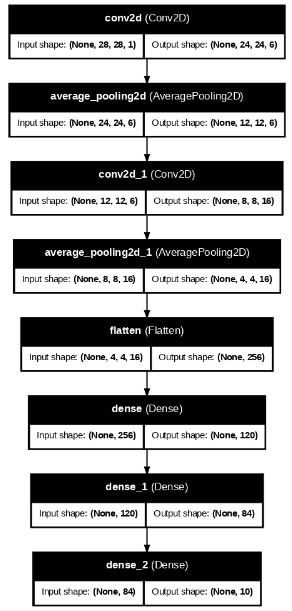 conv2d (Conv2D)
Input shape: (None, 28, 28, 1) Output shape: (None, 24, 24, 6)
average_pooling2d (AveragePooling2D)
Input shape: (None, 24, 24, 6) Output shape: (None, 12, 12, 6)
conv2d_1 (Conv2D)
Input shape: (None, 12, 12, 6) Output shape: (None, 8, 8, 16)
average_pooling2d_1 (AveragePooling2D)
Input shape: (None, 8, 8, 16) Output shape: (None, 4, 4, 16)
flatten (Flatten)
Input shape: (None, 4, 4, 16) Output shape: (None, 256)
dense (Dense)
Input shape: (None, 256) Output shape: (None, 120)
dense_1 (Dense)
Input shape: (None, 120) Output shape: (None, 84)
dense_2 (Dense)
Input shape: (None, 84) Output shape: (None, 10)